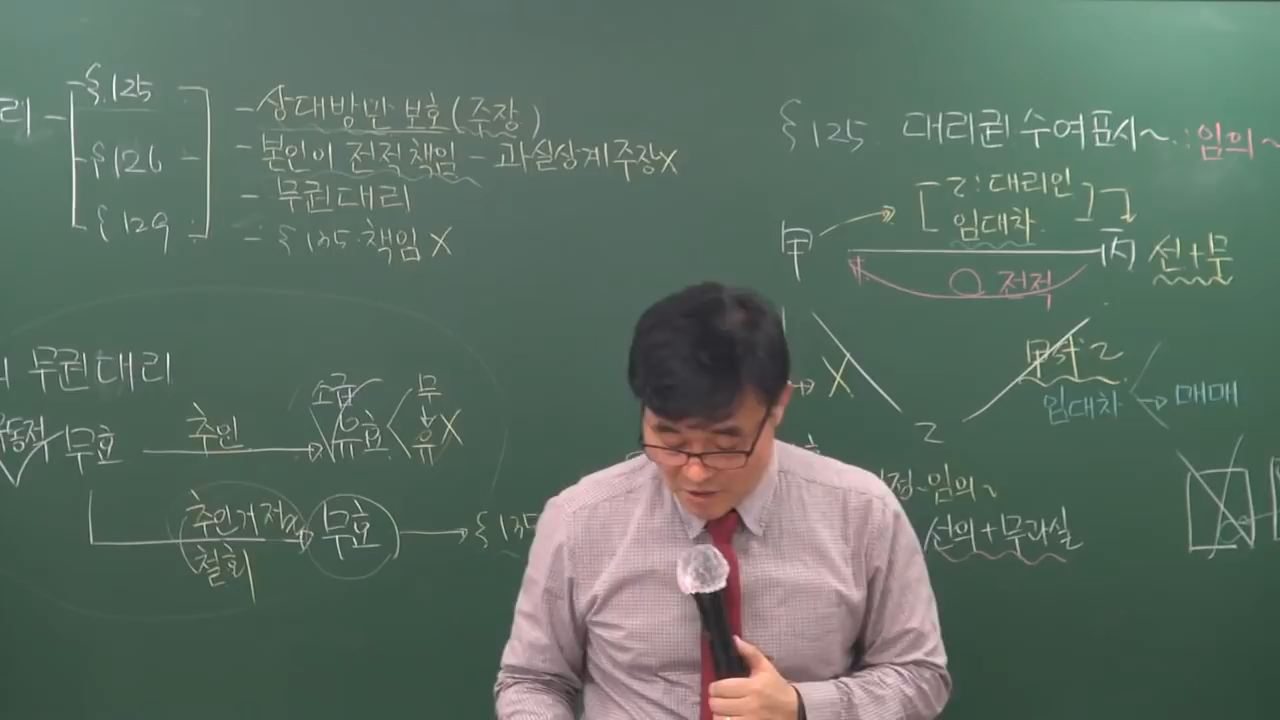 리 - §125
§126
§129
- 상대방만 보호 (주장)
- 본인이 전적책임 - 과실상계주장X
- 무권대리
- §135 책임 X
무권대리
무효 추인 소급 유효 < 무 → 유 X
추인거절
철회
무효 → §135
§125 대리권수여표시~ : 임의~
甲 → [ 乙: 대리인
임대차 ]
丙 선+무
O 전적
X
乙
임대차 → 매매
임의~
선의+무과실